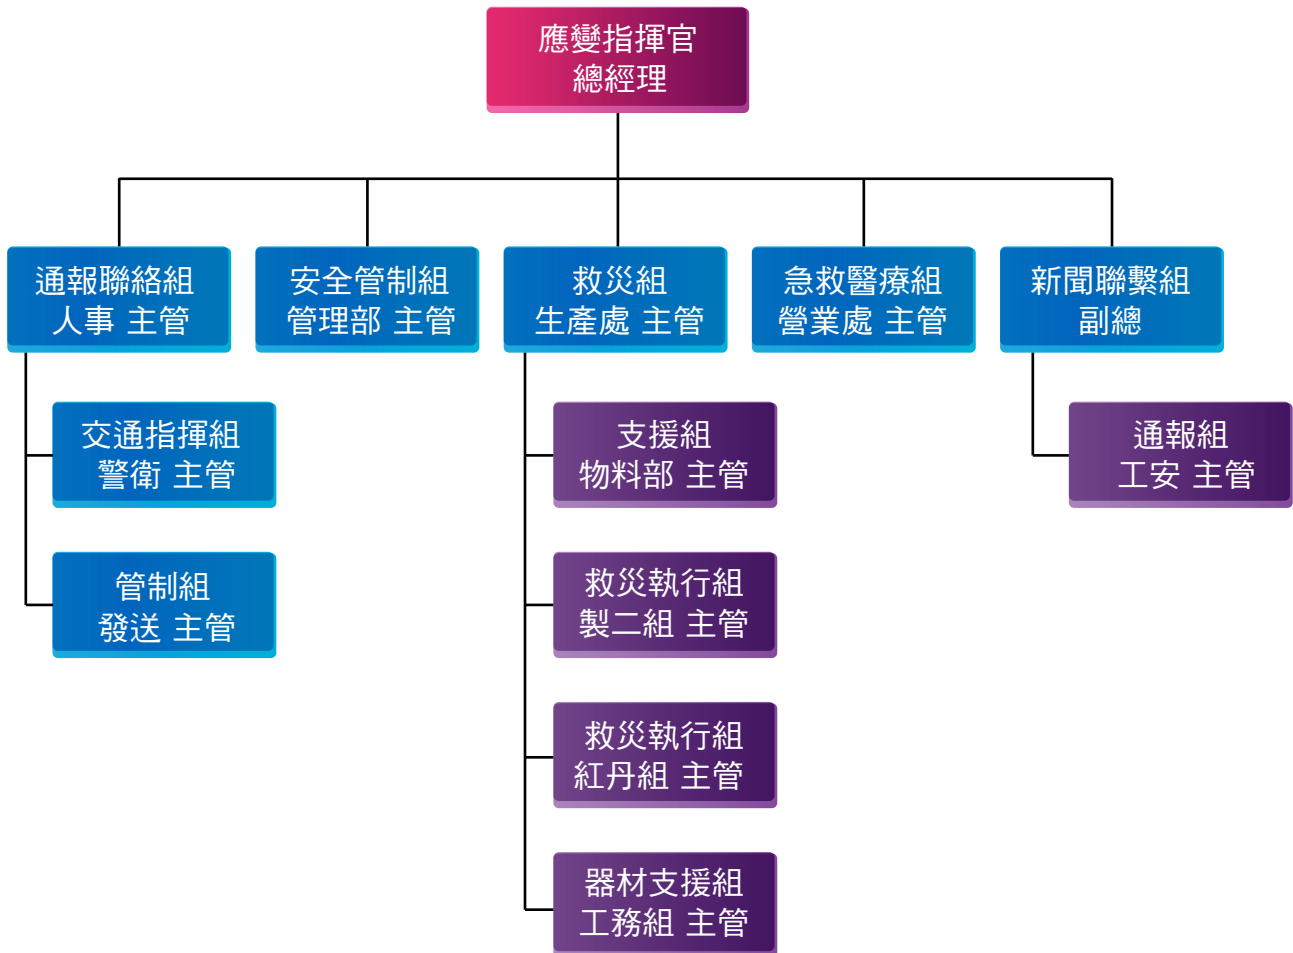 應變指揮官
總經理
通報聯絡組
人事 主管
安全管制組
管理部 主管
救災組
生產處 主管
急救醫療組
營業處 主管
新聞聯繫組
副總
交通指揮組
警衛 主管
管制組
發送 主管
支援組
物料部 主管
救災執行組
製二組 主管
救災執行組
紅丹組 主管
器材支援組
工務組 主管
通報組
工安 主管